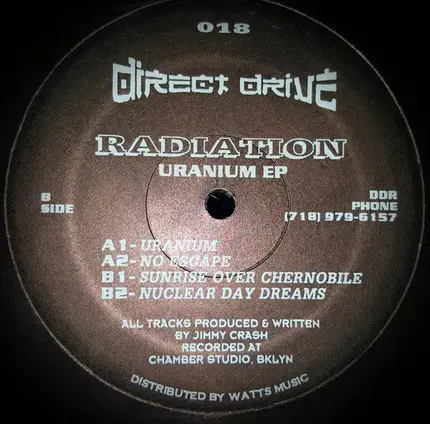 018
DIRECT DRIVE
RADIATION
URANIUM EP
B
SIDE
DDR
PHONE
(718) 979-6157
A1- URANIUM
A2- NO ESCAPE
B1- SUNRISE OVER CHERNOBILE
B2- NUCLEAR DAY DREAMS
ALL TRACKS PRODUCED & WRITTEN
BY JIMMY CRASH
RECORDED AT
CHAMBER STUDIO, BKLYN
DISTRIBUTED BY WATTS MUSIC